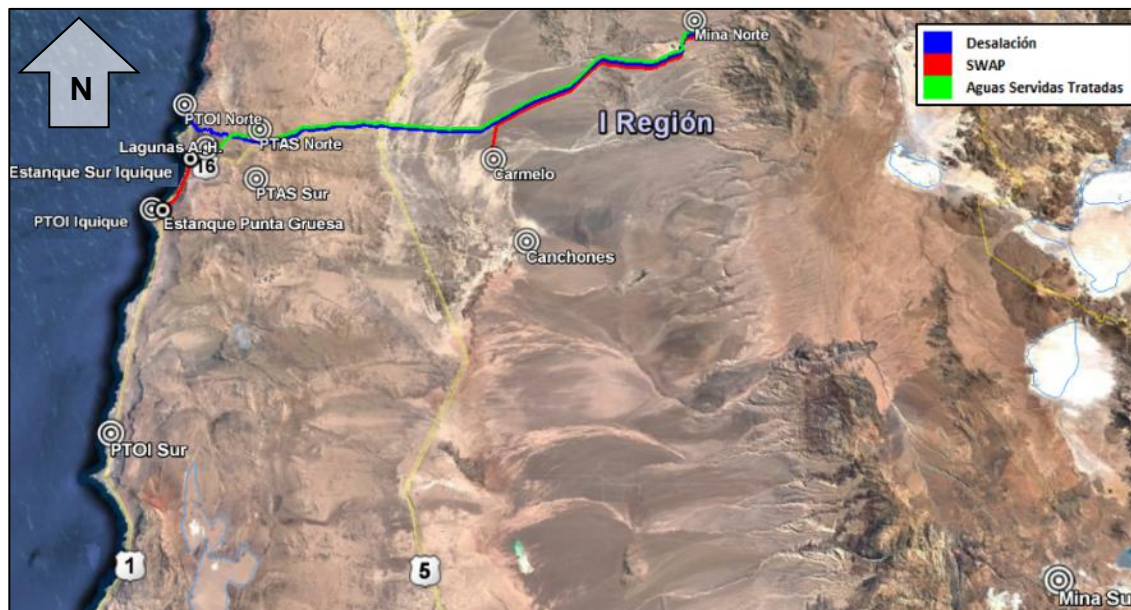 N
Mina Norte
Desalación
SWAP
Aguas Servidas Tratadas
PTOI Norte
I Región
Lagunas A.H.
PTAS Norte
16
Estanque Sur Iquique
Carmelo
PTAS Sur
PTOI Iquique
Estanque Punta Gruesa
Canchones
PTOI Sur
1
5
Mina Su